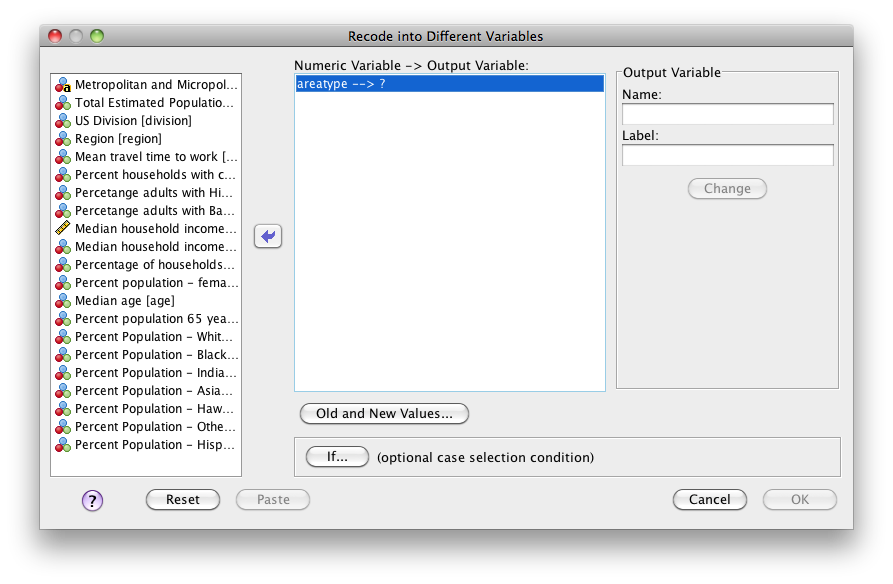 Recode into Different Variables
Metropolitan and Micropol...
Total Estimated Populatio...
US Division [division]
Region [region]
Mean travel time to work [...
Percent households with c...
Percetange adults with Hi...
Percetange adults with Ba...
Median household income...
Median household income...
Percentage of households...
Percent population – fema...
Median age [age]
Percent population 65 yea...
Percent Population – Whit...
Percent Population – Black...
Percent Population – India...
Percent Population – Asia...
Percent Population – Haw...
Percent Population – Othe...
Percent Population – Hisp...
Numeric Variable –> Output Variable:
areatype ––> ?
Output Variable
Name:
Label:
Change
Old and New Values...
If... (optional case selection condition)
? Reset Paste Cancel OK